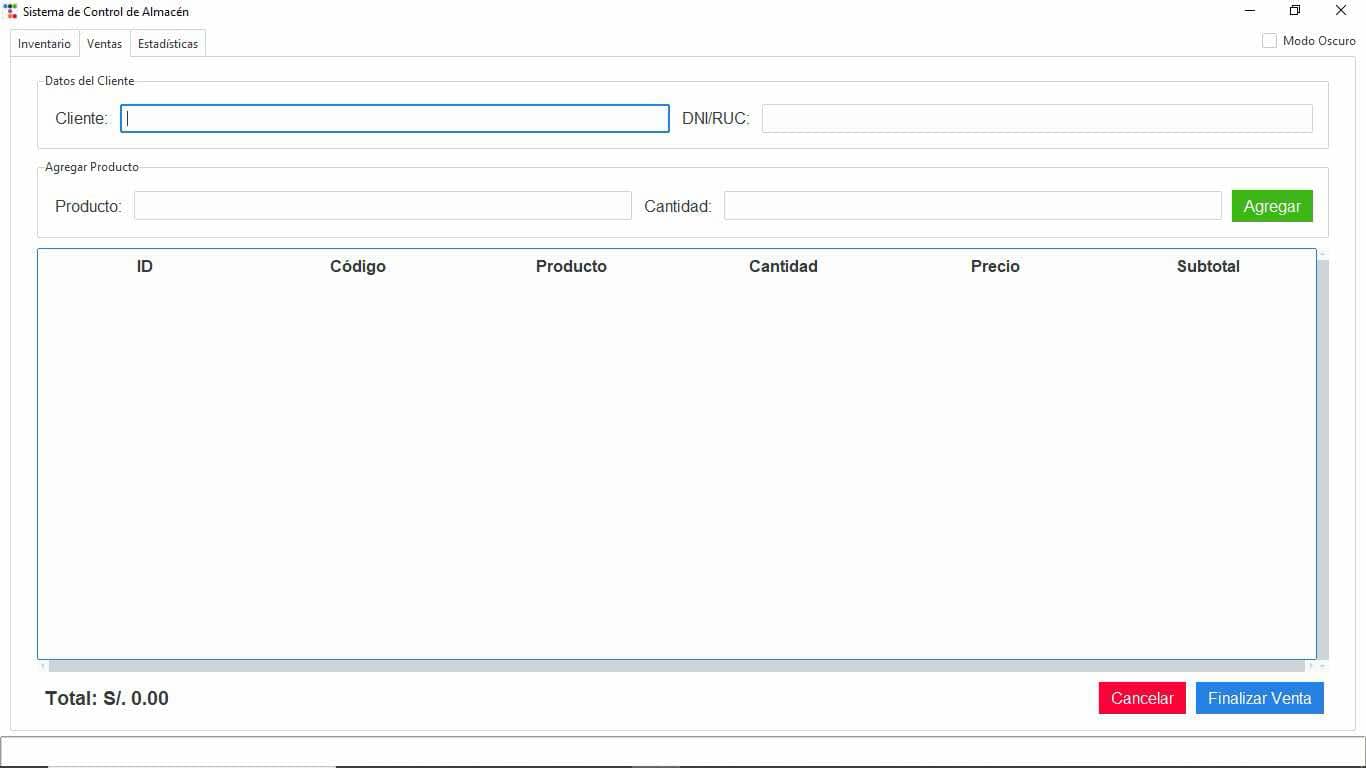 Sistema de Control de Almacén
Inventario Ventas Estadísticas Modo Oscuro
Datos del Cliente
Cliente: DNI/RUC:
Agregar Producto
Producto: Cantidad: Agregar
ID Código Producto Cantidad Precio Subtotal
Total: S/. 0.00 Cancelar Finalizar Venta